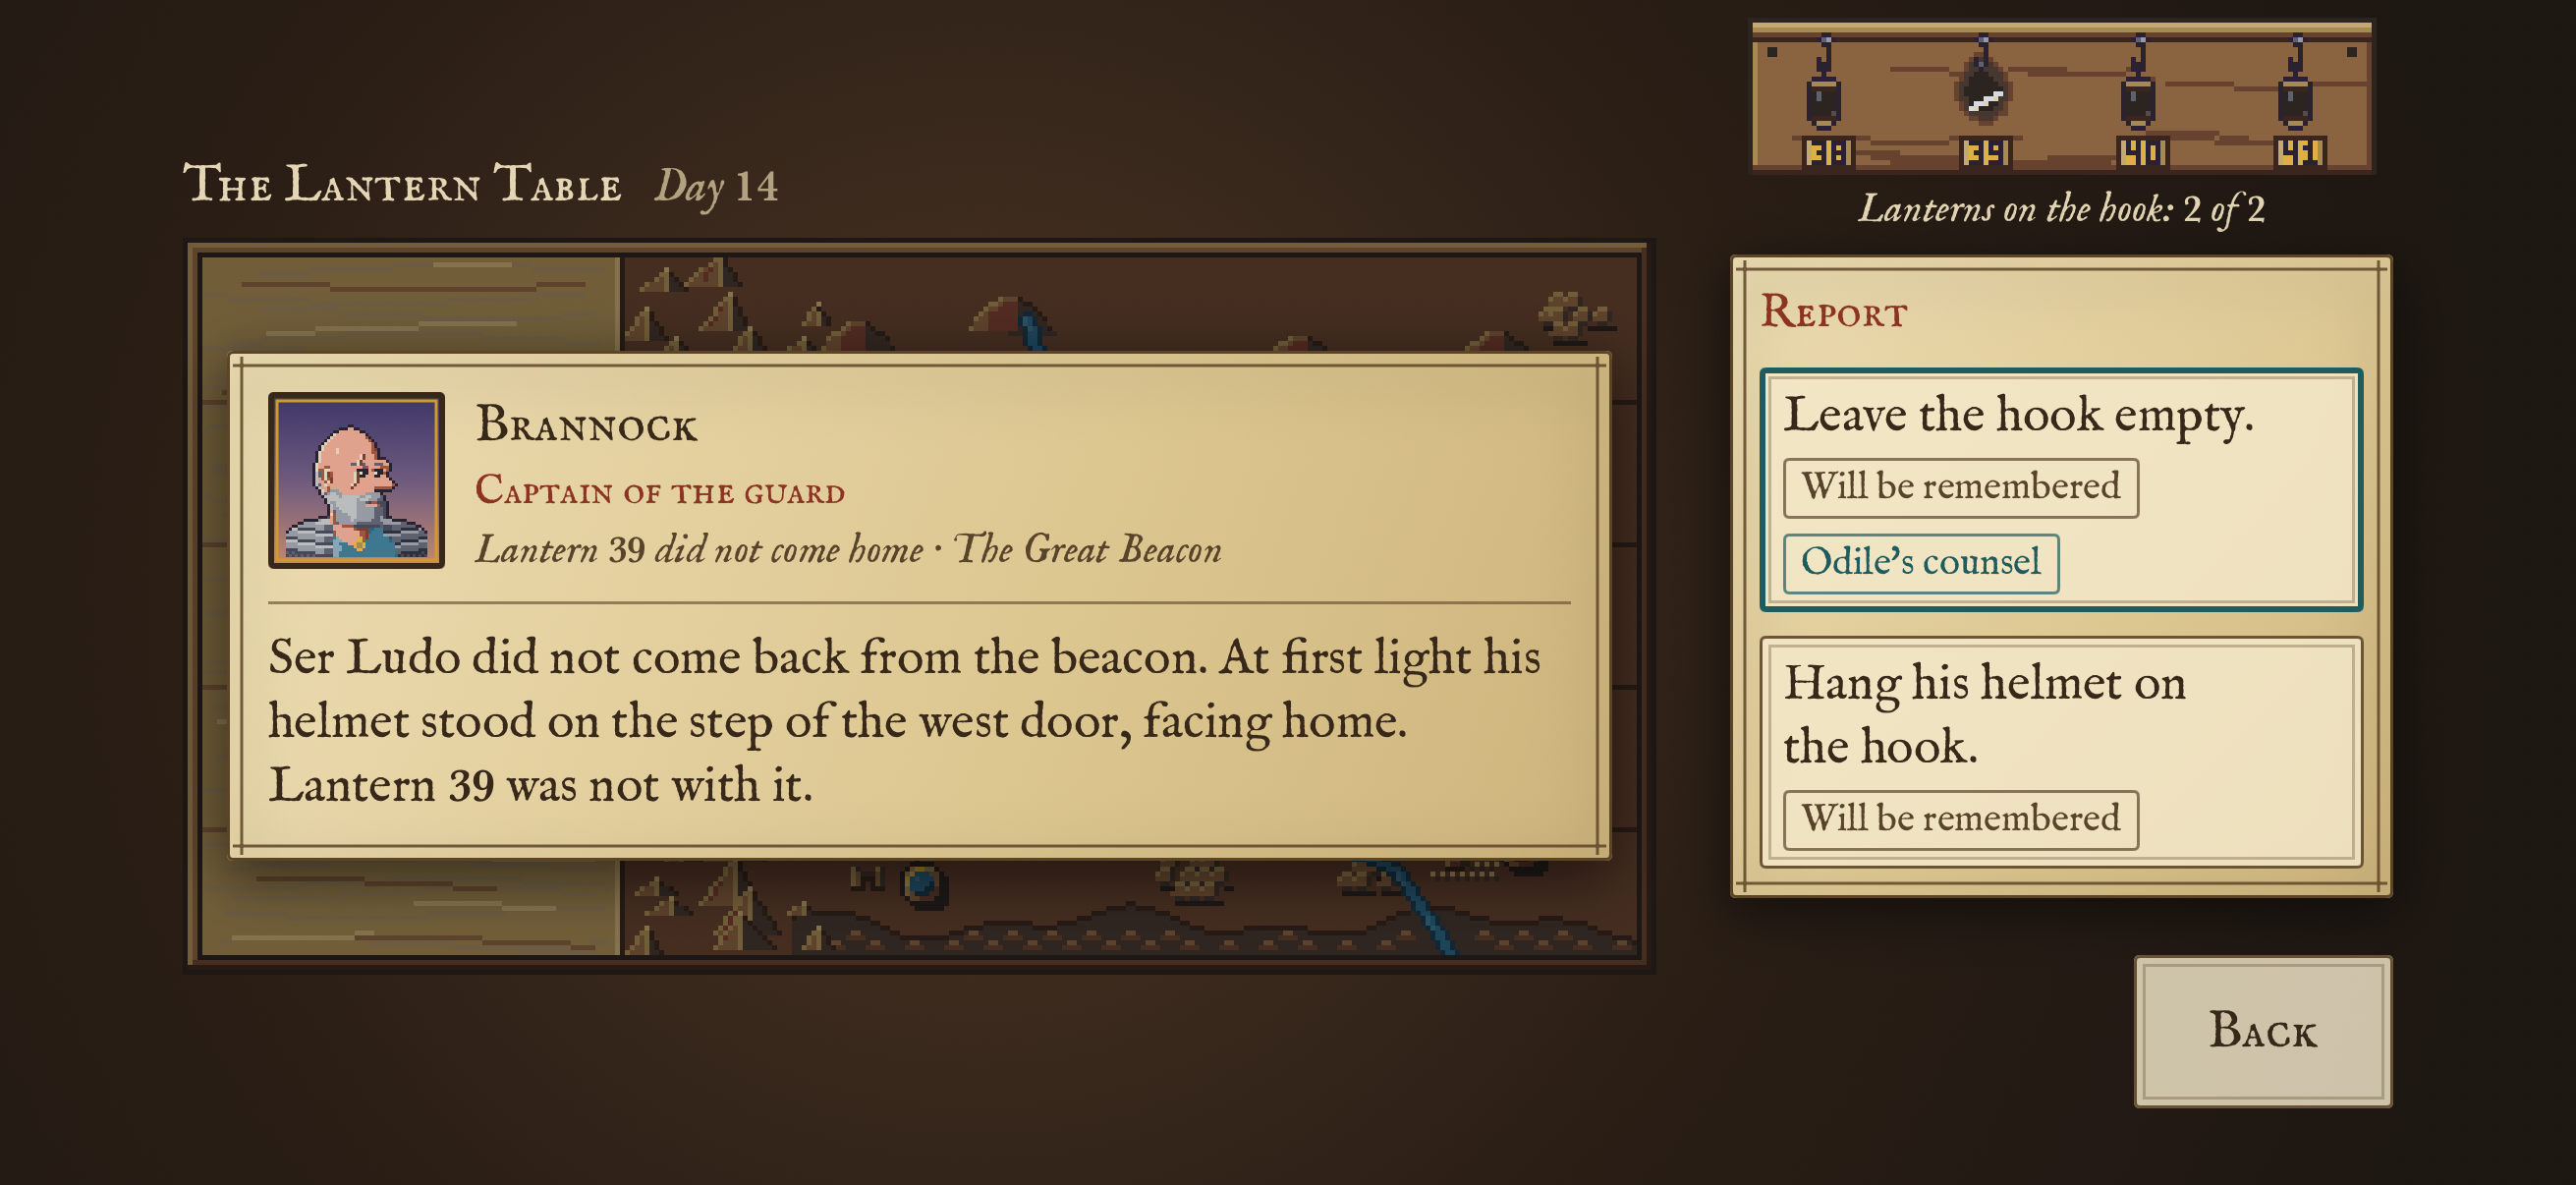 The Lantern Table Day 14
38
39
40
41
Lanterns on the hook: 2 of 2
Brannock
Captain of the guard
Lantern 39 did not come home · The Great Beacon
Ser Ludo did not come back from the beacon. At first light his
helmet stood on the step of the west door, facing home.
Lantern 39 was not with it.
Report
Leave the hook empty.
Will be remembered
Odile’s counsel
Hang his helmet on
the hook.
Will be remembered
Back